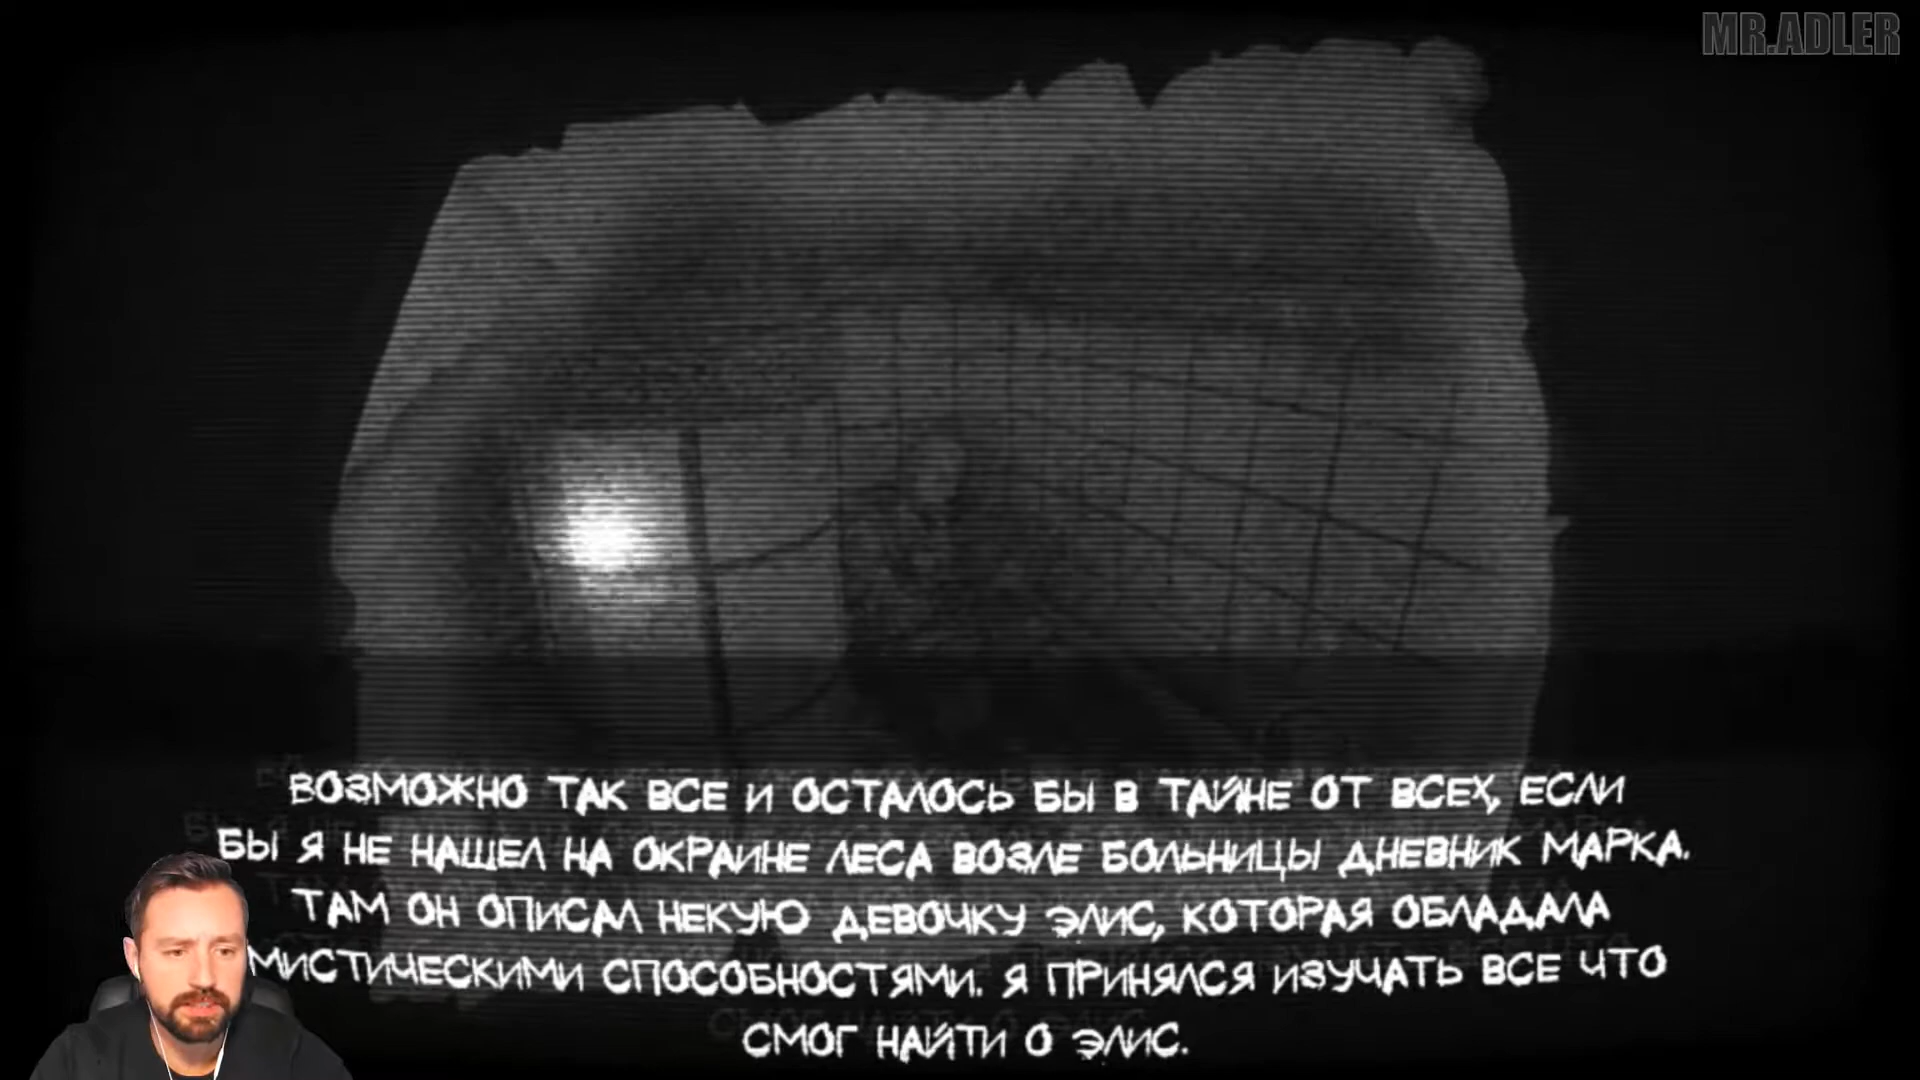 MR.ADLER
ВОЗМОЖНО ТАК ВСЕ И ОСТАЛОСЬ БЫ В ТАЙНЕ ОТ ВСЕХ, ЕСЛИ
БЫ Я НЕ НАШЕЛ НА ОКРАИНЕ ЛЕСА ВОЗЛЕ БОЛЬНИЦЫ ДНЕВНИК МАРКА.
ТАМ ОН ОПИСАЛ НЕКУЮ ДЕВОЧКУ ЭЛИС, КОТОРАЯ ОБЛАДАЛА
МИСТИЧЕСКИМИ СПОСОБНОСТЯМИ. Я ПРИНЯЛСЯ ИЗУЧАТЬ ВСЕ ЧТО
СМОГ НАЙТИ О ЭЛИС.